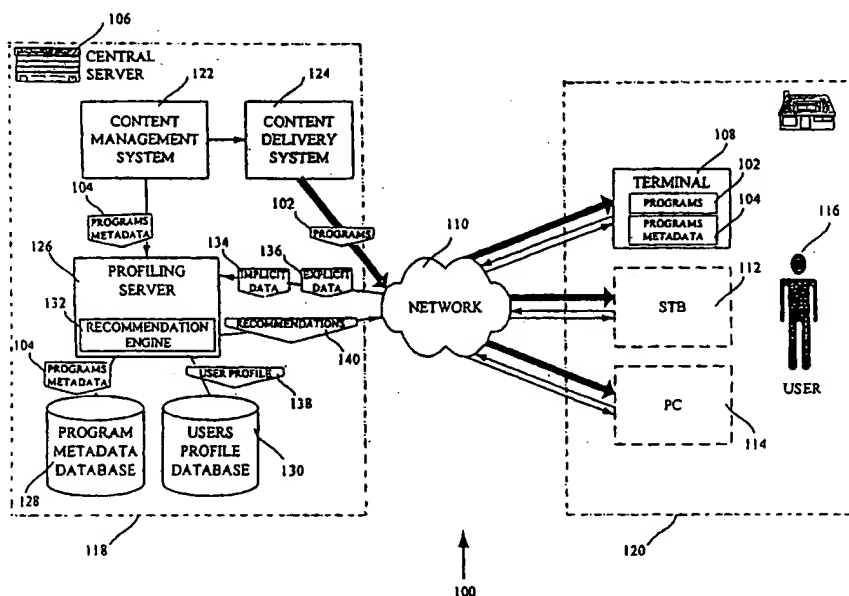 106
CENTRAL
SERVER
122
124
CONTENT
MANAGEMENT
SYSTEM
CONTENT
DELIVERY
SYSTEM
104
PROGRAMS
METADATA
102
PROGRAMS
126
134
136
IMPLICIT
DATA
EXPLICIT
DATA
PROFILING
SERVER
132
RECOMMENDATION
ENGINE
RECOMMENDATIONS
140
104
PROGRAMS
METADATA
USER PROFILE
138
PROGRAM
METADATA
DATABASE
128
USERS
PROFILE
DATABASE
130
118
110
NETWORK
108
TERMINAL
102
PROGRAMS
104
PROGRAMS
METADATA
116
112
STB
USER
PC
114
120
100